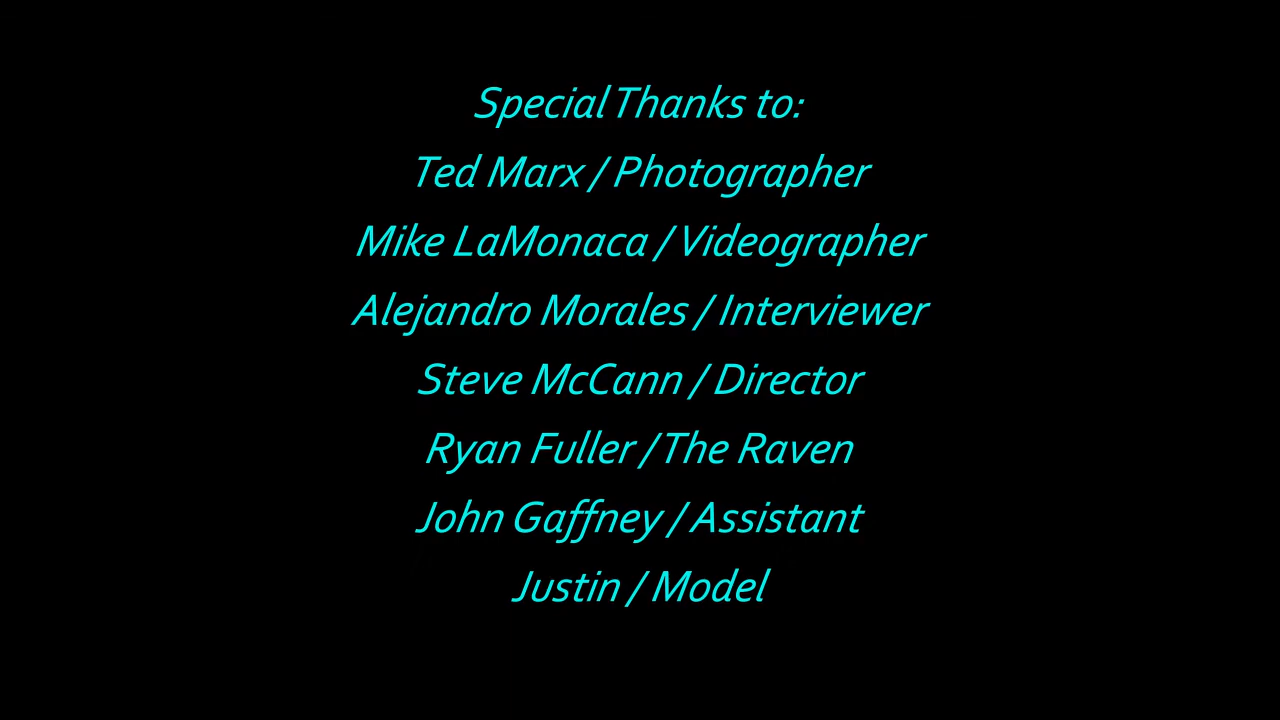 Special Thanks to:
Ted Marx / Photographer
Mike LaMonaca / Videographer
Alejandro Morales / Interviewer
Steve McCann / Director
Ryan Fuller / The Raven
John Gaffney / Assistant
Justin / Model